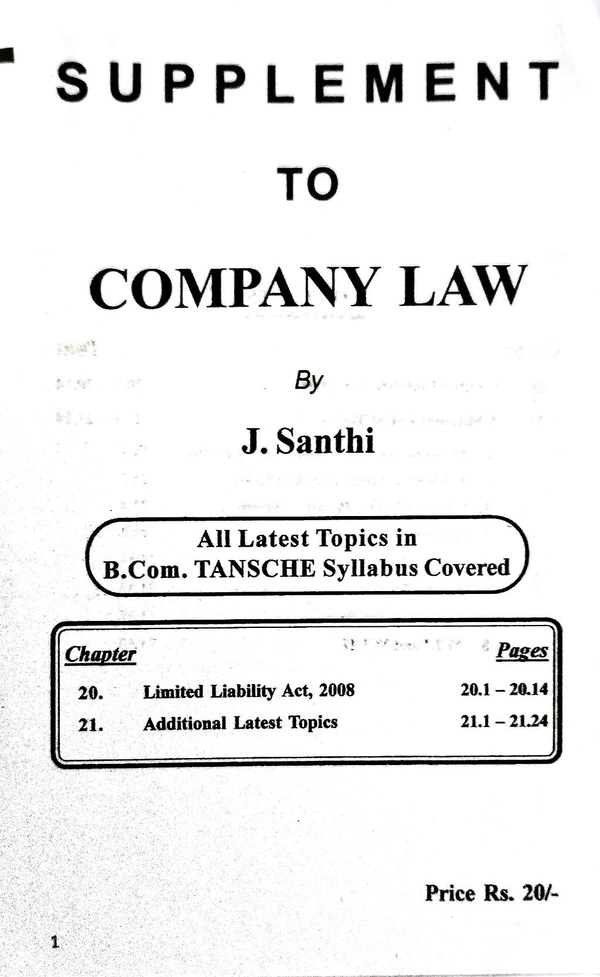 SUPPLEMENT
TO
COMPANY LAW
By
J. Santhi
All Latest Topics in
B.Com. TANSCHE Syllabus Covered
Chapter Pages
20. Limited Liability Act, 2008 20.1 – 20.14
21. Additional Latest Topics 21.1 – 21.24
Price Rs. 20/-
1